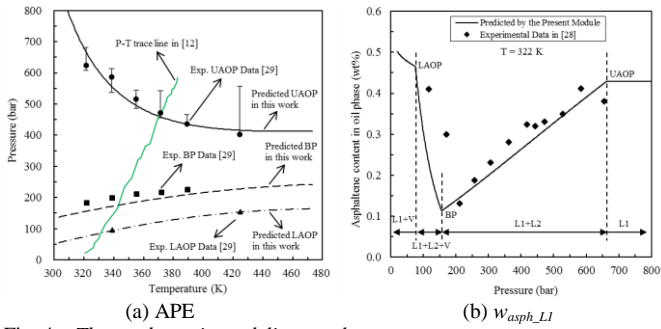 (a)
800
700
600
500
400
300
200
100
0
300 320 340 360 380 400 420 440 460 480
Pressure (bar)
Temperature (K)
P-T trace line in [12]
Exp. UAOP Data [29]
Predicted UAOP
in this work
Exp. BP Data [29]
Predicted BP
in this work
Exp. LAOP Data [29]
Predicted LAOP
in this work
(a) APE
(b)
0.6
0.5
0.4
0.3
0.2
0.1
0.0
0 100 200 300 400 500 600 700 800
Asphaltene content in oil phase (wt%)
Pressure (bar)
Predicted by the Present Module
Experimental Data in [28]
T = 322 K
LAOP
UAOP
BP
L1+V
L1+L2+V
L1+L2
L1
(b) wasph_L1